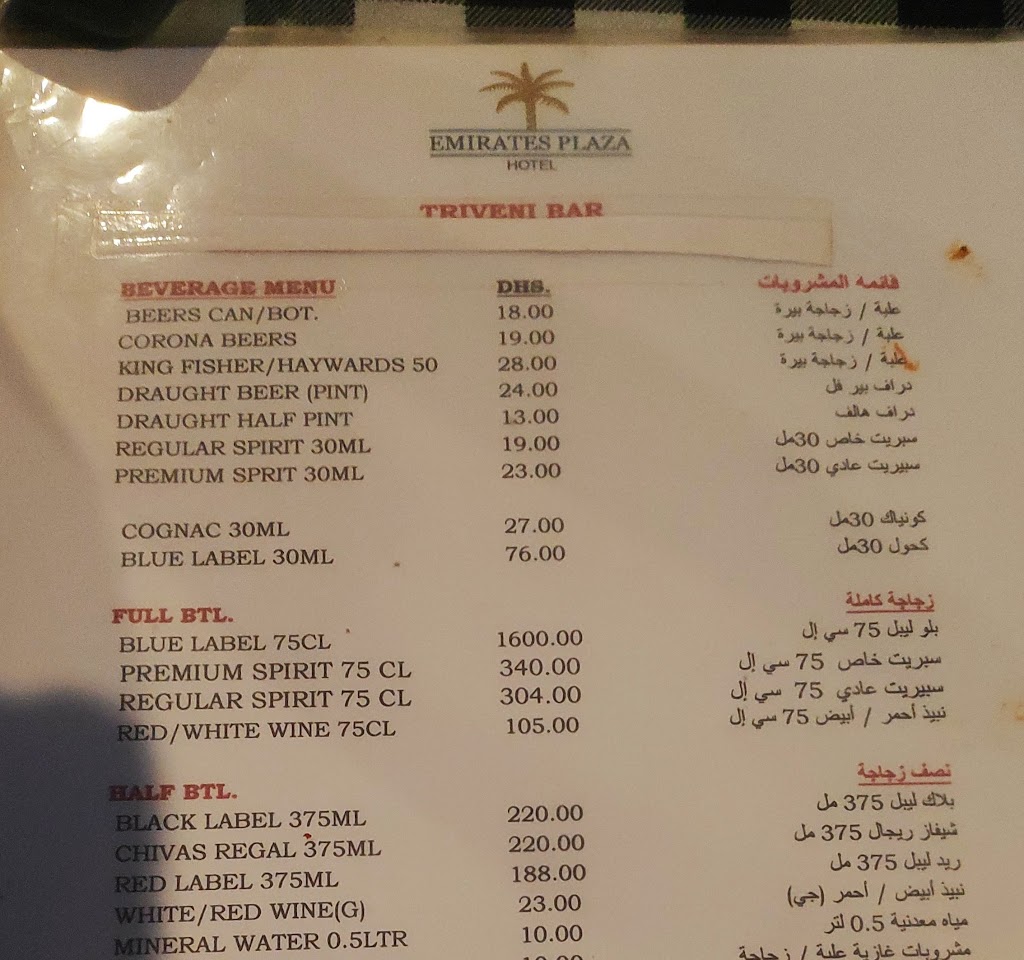 EMIRATES PLAZA
HOTEL
TRIVENI BAR
BEVERAGE MENU DHS. قائمه المشروبات
BEERS CAN/BOT. 18.00 علبة / زجاجة بيرة
CORONA BEERS 19.00 علبة / زجاجة بيرة
KING FISHER/HAYWARDS 50 28.00 علبة / زجاجة بيرة
DRAUGHT BEER (PINT) 24.00 دراف بير فل
DRAUGHT HALF PINT 13.00 دراف هالف
REGULAR SPIRIT 30ML 19.00 سبريت خاص 30مل
PREMIUM SPRIT 30ML 23.00 سبيريت عادي 30مل
COGNAC 30ML 27.00 كونياك 30مل
BLUE LABEL 30ML 76.00 كحول 30مل
FULL BTL. زجاجة كاملة
BLUE LABEL 75CL 1600.00 بلو ليبل 75 سي إل
PREMIUM SPIRIT 75 CL 340.00 سبريت خاص 75 سي إل
REGULAR SPIRIT 75 CL 304.00 سبيريت عادي 75 سي إل
RED/WHITE WINE 75CL 105.00 نبيذ أحمر / أبيض 75 سي إل
HALF BTL. نصف زجاجة
BLACK LABEL 375ML 220.00 بلاك ليبل 375 مل
CHIVAS REGAL 375ML 220.00 شيفاز ريجال 375 مل
RED LABEL 375ML 188.00 ريد ليبل 375 مل
WHITE/RED WINE(G) 23.00 نبيذ أبيض / أحمر (جي)
MINERAL WATER 0.5LTR 10.00 مياه معدنية 0.5 لتر
مشروبات غازية علبة / زجاجة